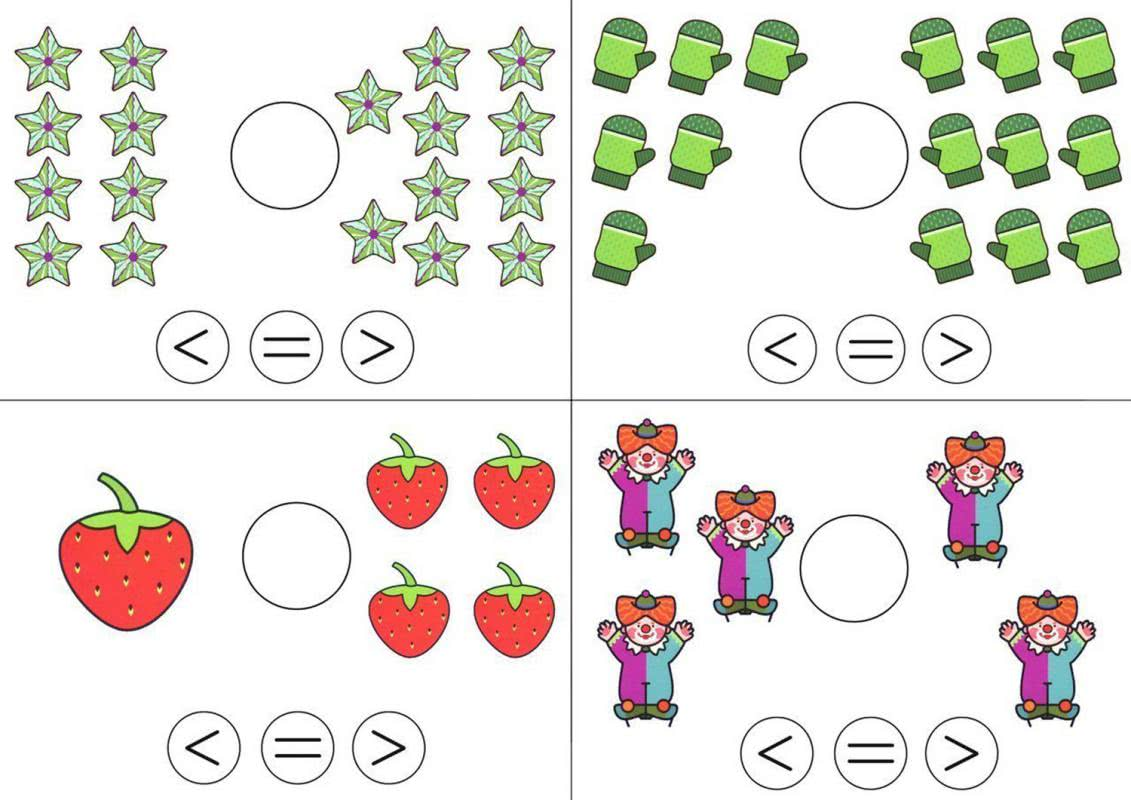 < = >
< = >
< = >
< = >